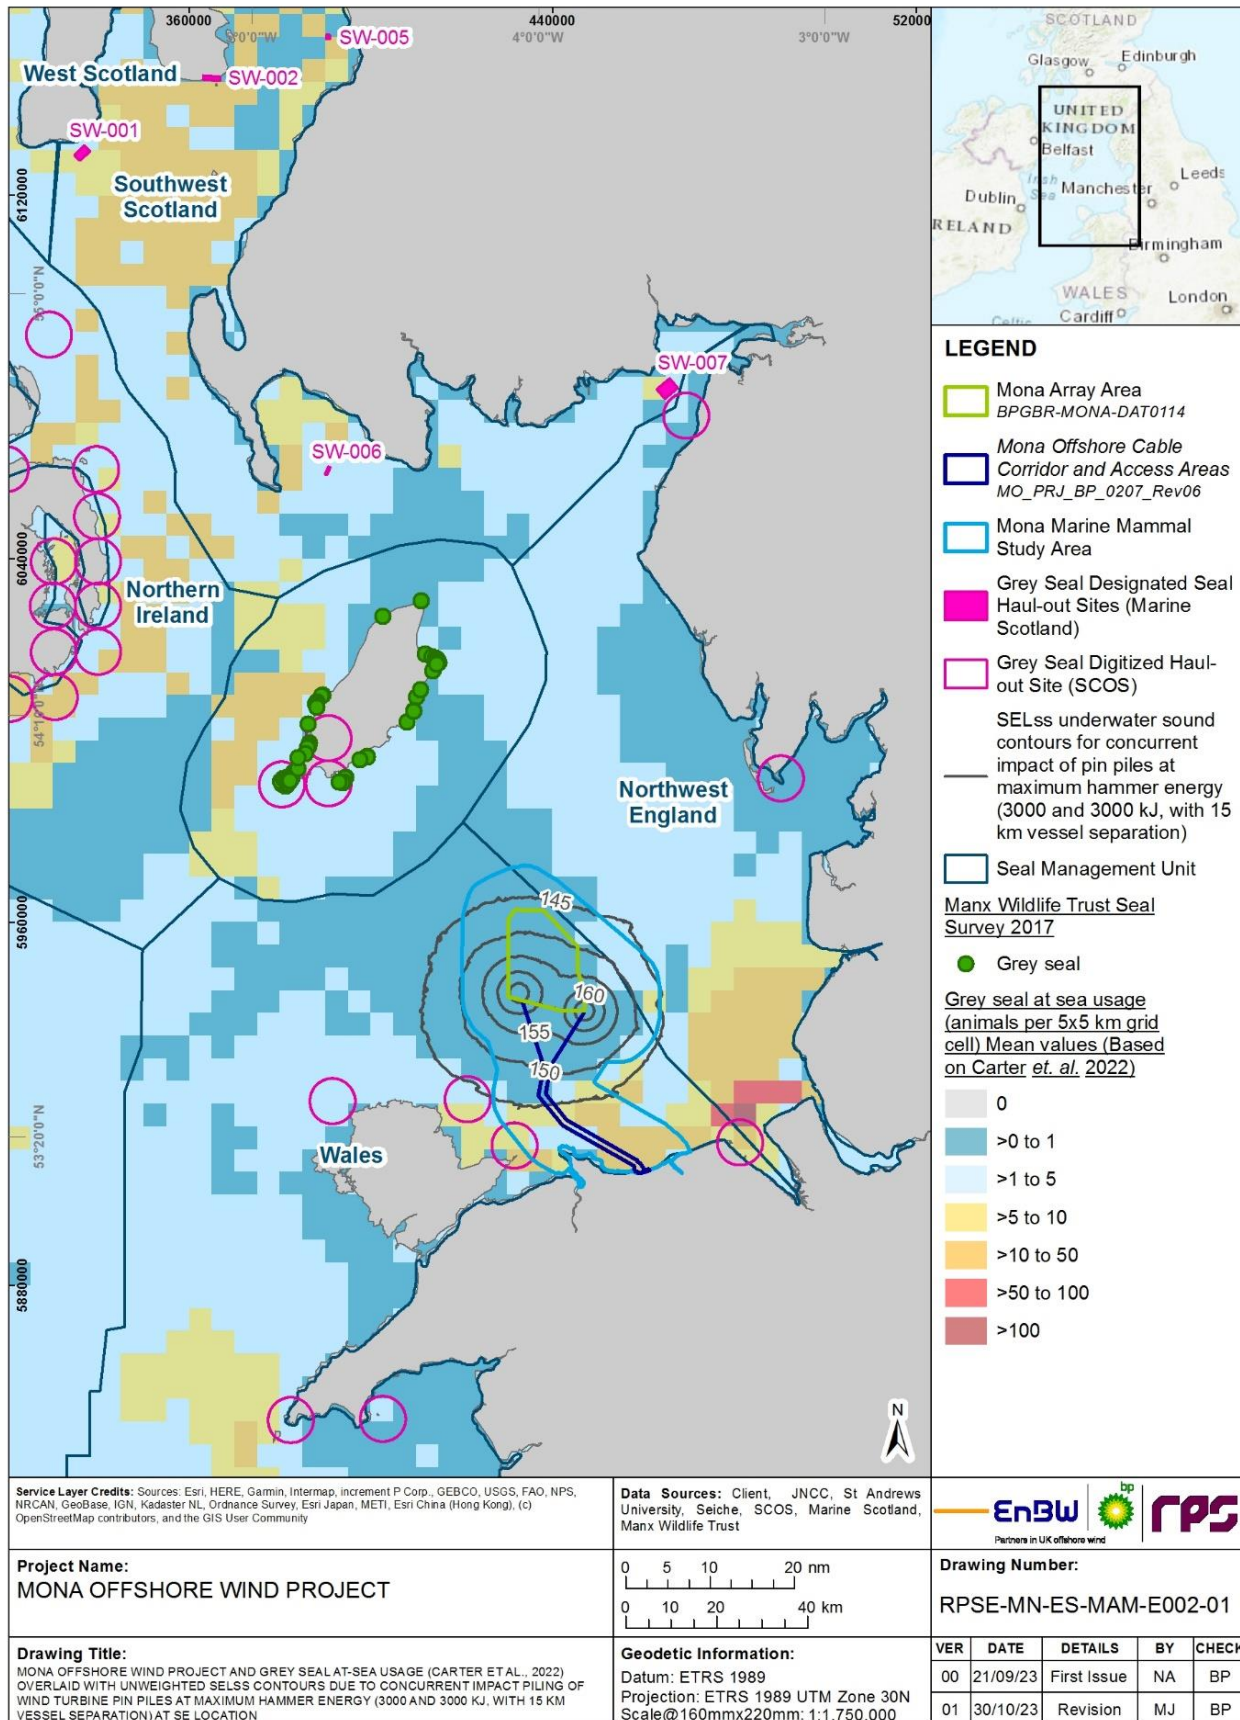 360000
440000
52000
5°0'0"W
4°0'0"W
3°0'0"W
SW-005
West Scotland
SW-002
SW-001
Southwest
Scotland
6120000
55°0'0"N
SW-007
SW-006
6040000
Northern
Ireland
54°10'0"N
Northwest
England
5960000
145
160
155
150
53°20'0"N
Wales
5880000
N
SCOTLAND
Glasgow
Edinburgh
UNITED
KINGDOM
Belfast
Irish
Sea
Leeds
Manchester
Dublin
RELAND
Birmingham
WALES
London
Cardiff
Celtic
LEGEND
Mona Array Area
BPGBR-MONA-DAT0114
Mona Offshore Cable
Corridor and Access Areas
MO_PRJ_BP_0207_Rev06
Mona Marine Mammal
Study Area
Grey Seal Designated Seal
Haul-out Sites (Marine
Scotland)
Grey Seal Digitized Haul-
out Site (SCOS)
SELss underwater sound
contours for concurrent
impact of pin piles at
maximum hammer energy
(3000 and 3000 kJ, with 15
km vessel separation)
Seal Management Unit
Manx Wildlife Trust Seal
Survey 2017
Grey seal
Grey seal at sea usage
(animals per 5x5 km grid
cell) Mean values (Based
on Carter et. al. 2022)
0
>0 to 1
>1 to 5
>5 to 10
>10 to 50
>50 to 100
>100
Service Layer Credits: Sources: Esri, HERE, Garmin, Intermap, increment P Corp., GEBCO, USGS, FAO, NPS,
NRCAN, GeoBase, IGN, Kadaster NL, Ordnance Survey, Esri Japan, METI, Esri China (Hong Kong), (c)
OpenStreetMap contributors, and the GIS User Community
Data Sources: Client, JNCC, St Andrews
University, Seiche, SCOS, Marine Scotland,
Manx Wildlife Trust
EnBW
bp
rps
Partners in UK offshore wind
Project Name:
MONA OFFSHORE WIND PROJECT
0 5 10 20 nm
0 10 20 40 km
Drawing Number:
RPSE-MN-ES-MAM-E002-01
Drawing Title:
MONA OFFSHORE WIND PROJECT AND GREY SEAL AT-SEA USAGE (CARTER ET AL., 2022)
OVERLAID WITH UNWEIGHTED SELSS CONTOURS DUE TO CONCURRENT IMPACT PILING OF
WIND TURBINE PIN PILES AT MAXIMUM HAMMER ENERGY (3000 AND 3000 KJ, WITH 15 KM
VESSEL SEPARATION) AT SE LOCATION
Geodetic Information:
Datum: ETRS 1989
Projection: ETRS 1989 UTM Zone 30N
Scale@160mmx220mm: 1:1,750,000
VER DATE DETAILS BY CHECK
00 21/09/23 First Issue NA BP
01 30/10/23 Revision MJ BP